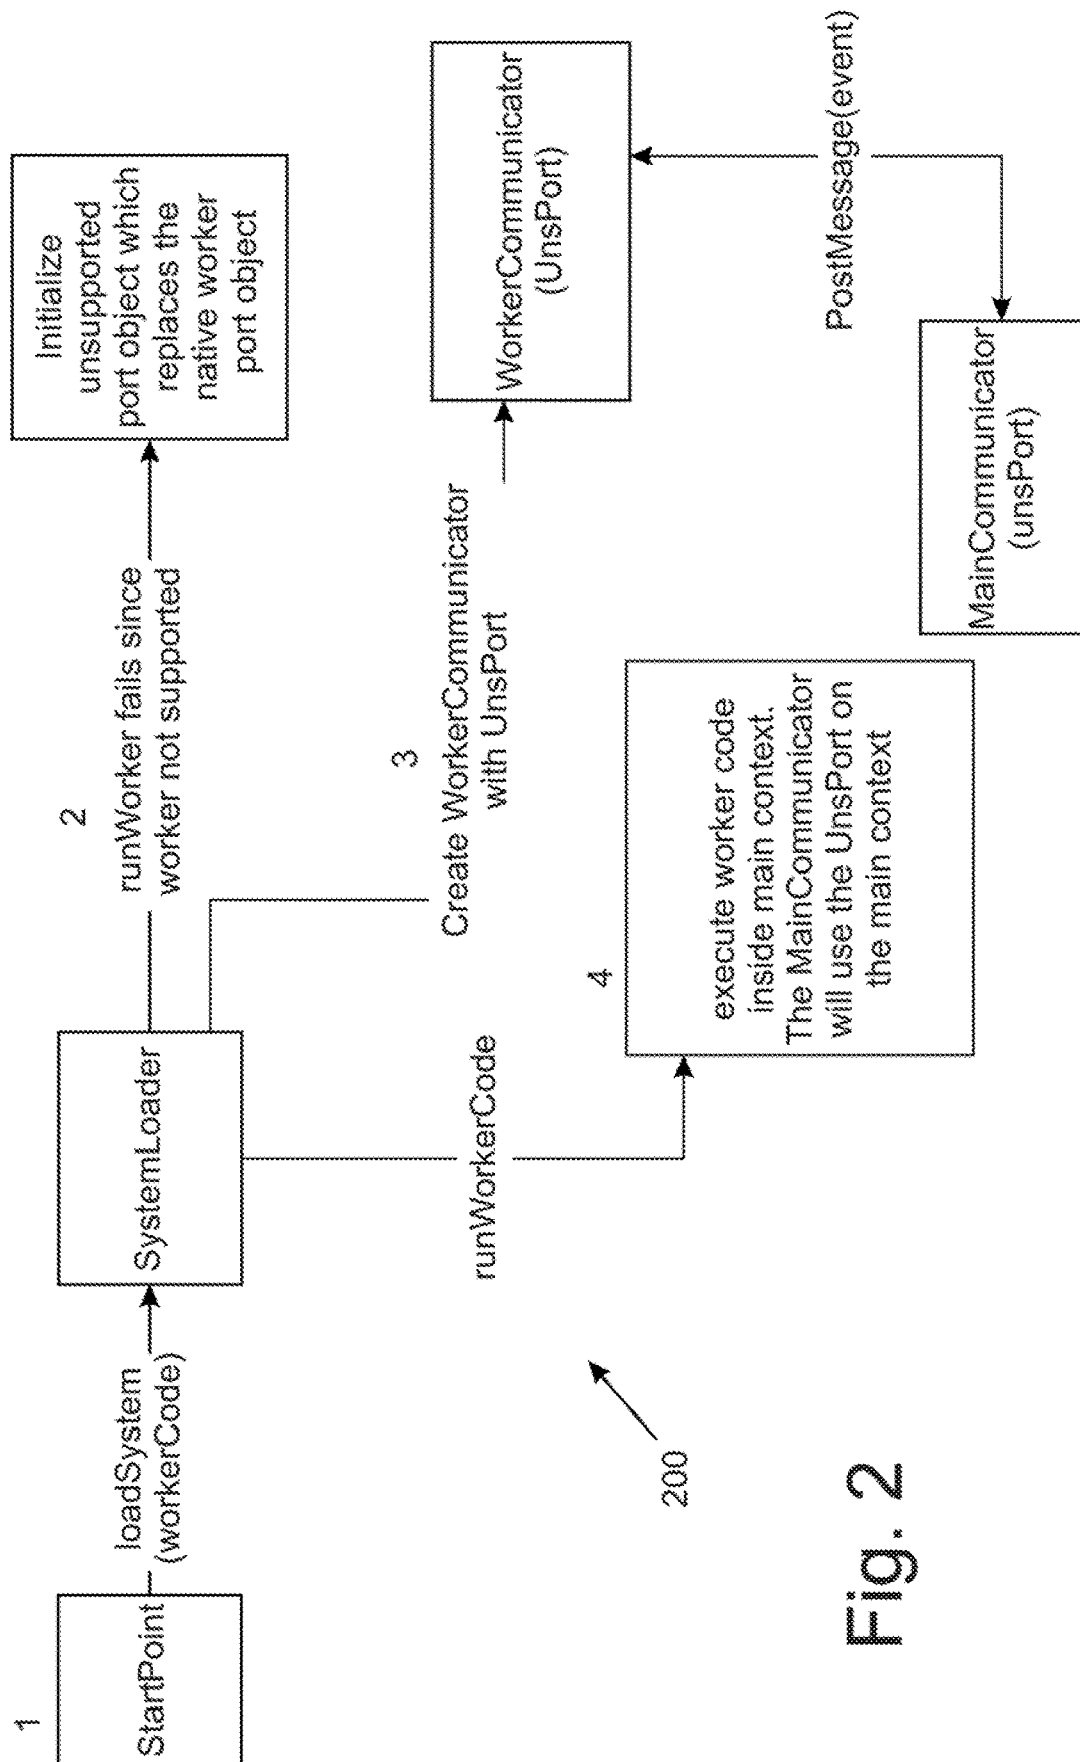 1
StartPoint
loadSystem
(workerCode)
SystemLoader
2
runWorker fails since
worker not supported
Initialize
unsupported
port object which
replaces the
native worker
port object
3
Create WorkerCommunicator
with UnsPort
WorkerCommunicator
(UnsPort)
runWorkerCode
4
execute worker code
inside main context.
The MainCommunicator
will use the UnsPort on
the main context
PostMessage(event)
MainCommunicator
(unsPort)
200
Fig. 2